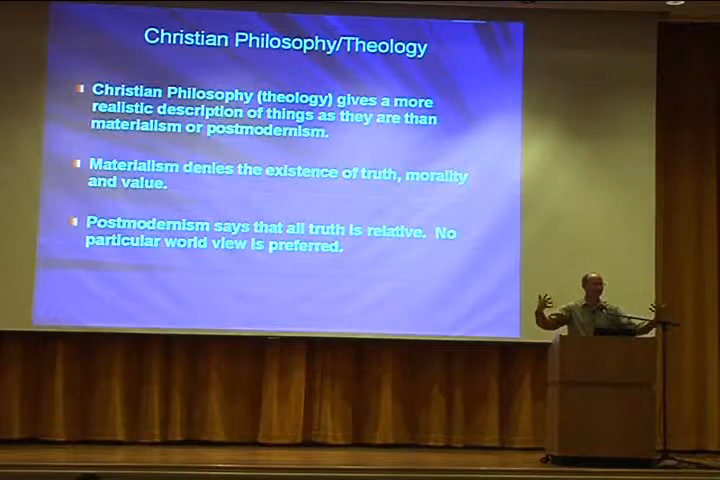 Christian Philosophy/Theology
Christian Philosophy (theology) gives a more
realistic description of things as they are than
materialism or postmodernism.
Materialism denies the existence of truth, morality
and value.
Postmodernism says that all truth is relative. No
particular world view is preferred.